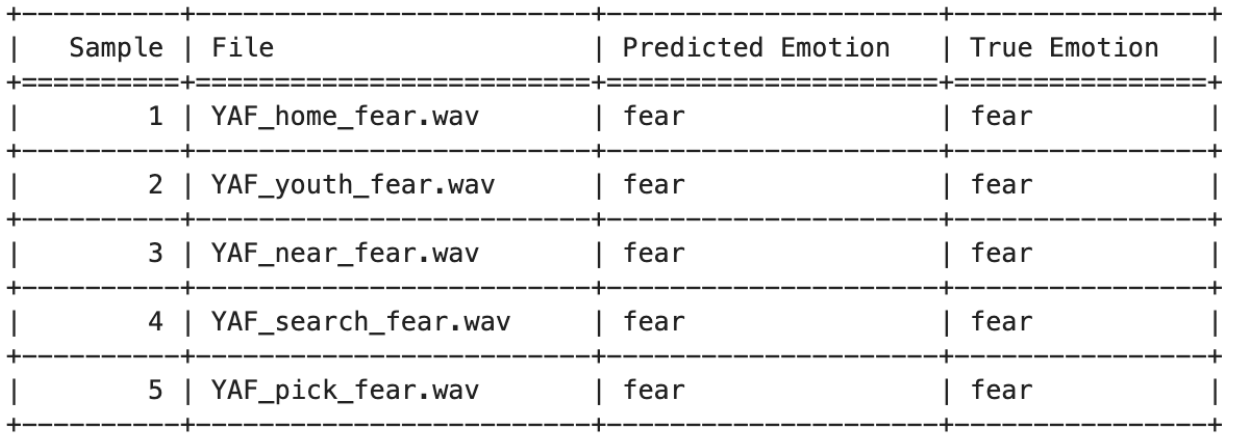 Sample | File | Predicted Emotion | True Emotion
1 | YAF_home_fear.wav | fear | fear
2 | YAF_youth_fear.wav | fear | fear
3 | YAF_near_fear.wav | fear | fear
4 | YAF_search_fear.wav | fear | fear
5 | YAF_pick_fear.wav | fear | fear